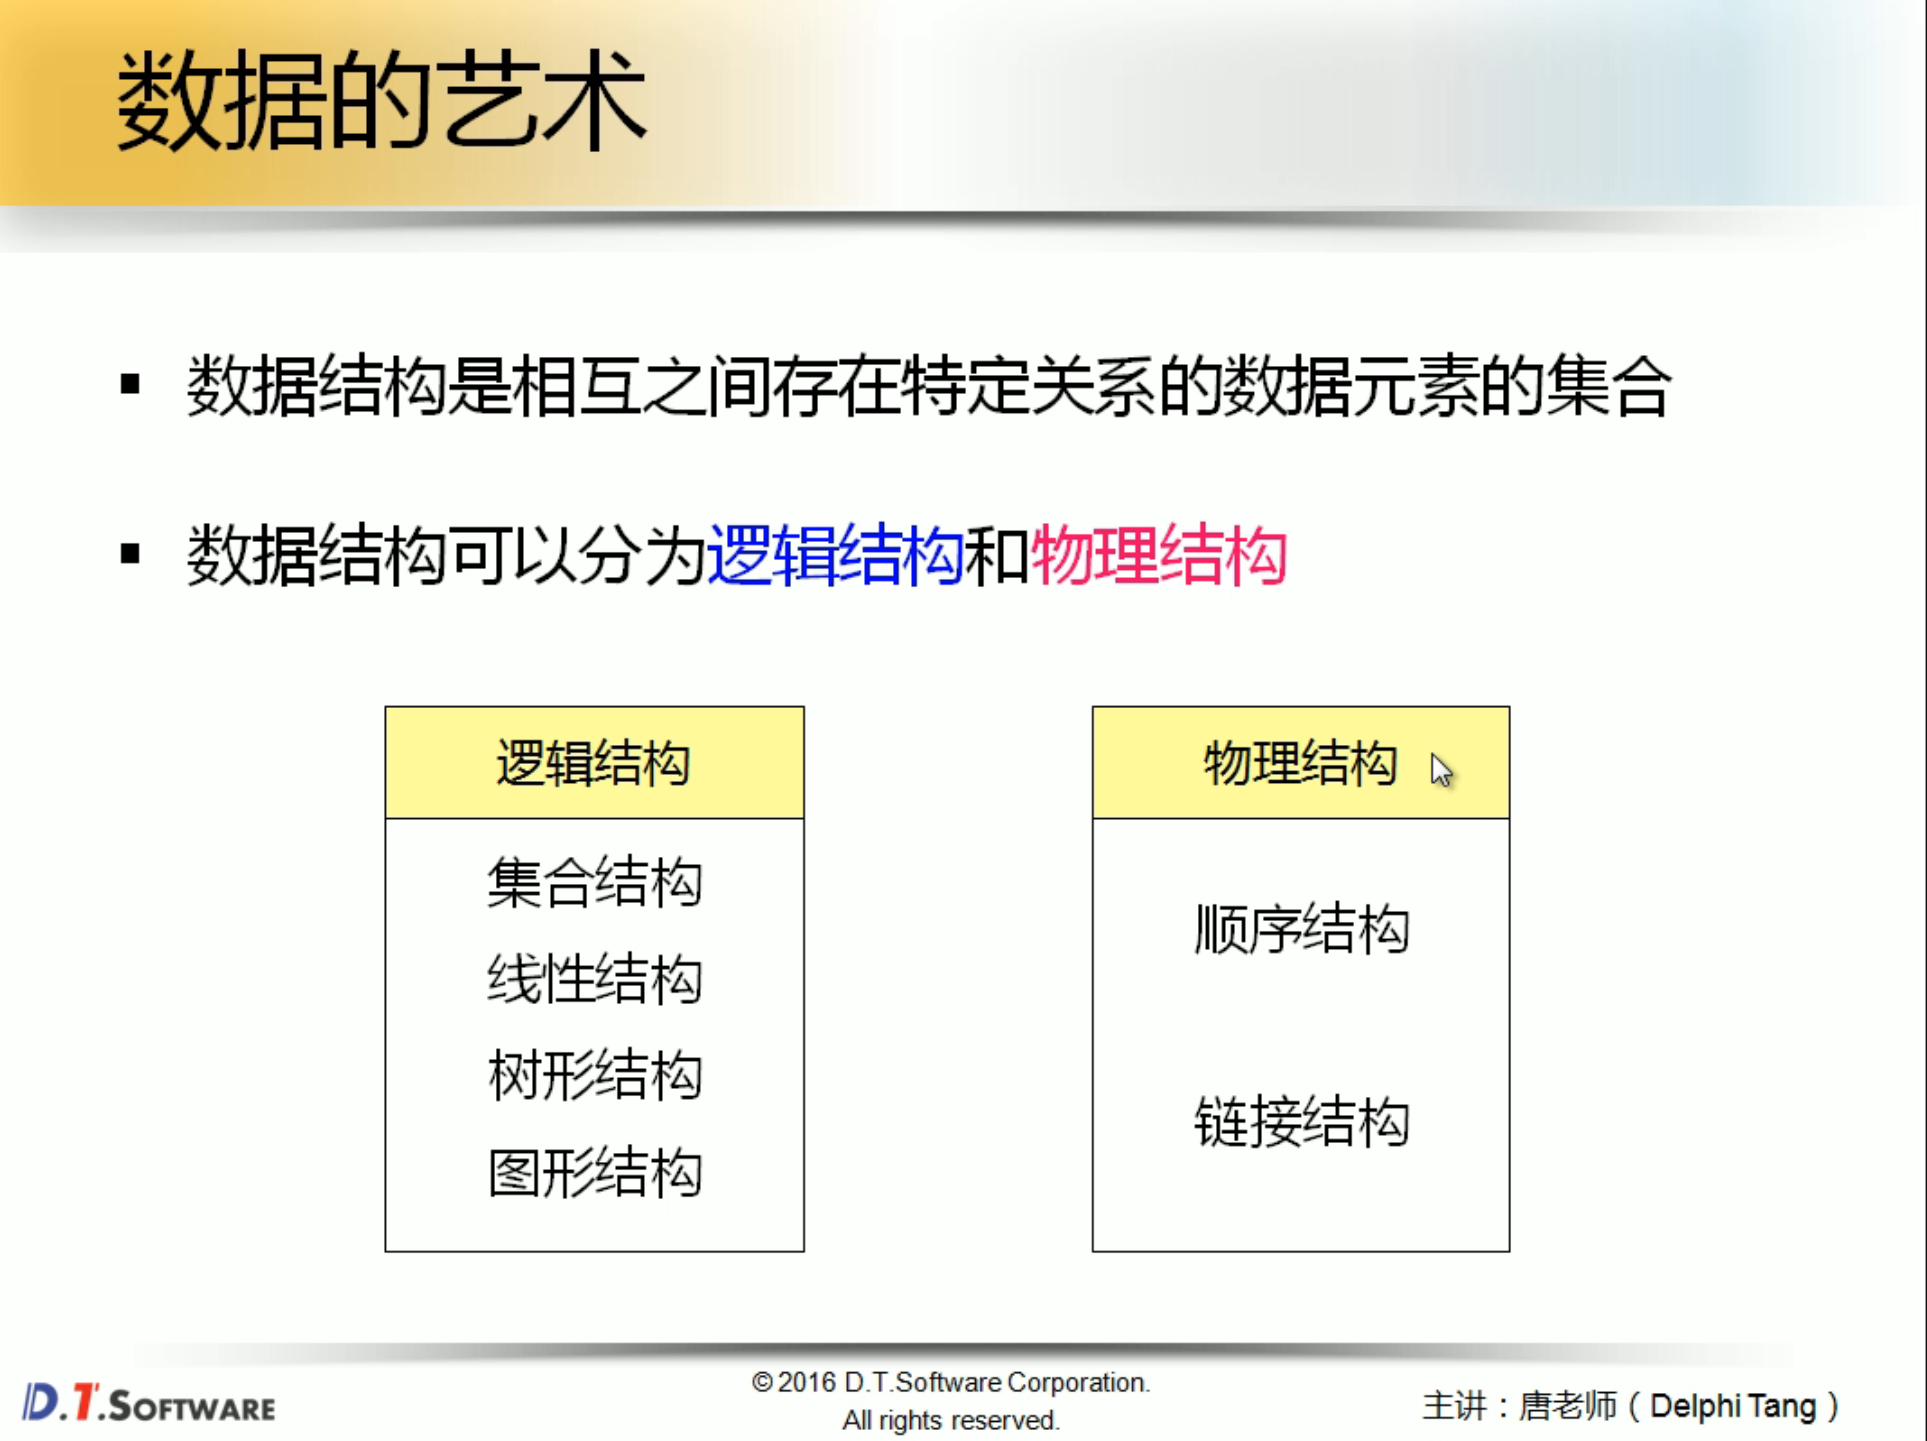 数据的艺术
▪ 数据结构是相互之间存在特定关系的数据元素的集合
▪ 数据结构可以分为逻辑结构和物理结构
逻辑结构
集合结构
线性结构
树形结构
图形结构
物理结构
顺序结构
链接结构
D.T.SOFTWARE
© 2016 D.T.Software Corporation.
All rights reserved.
主讲：唐老师（Delphi Tang）